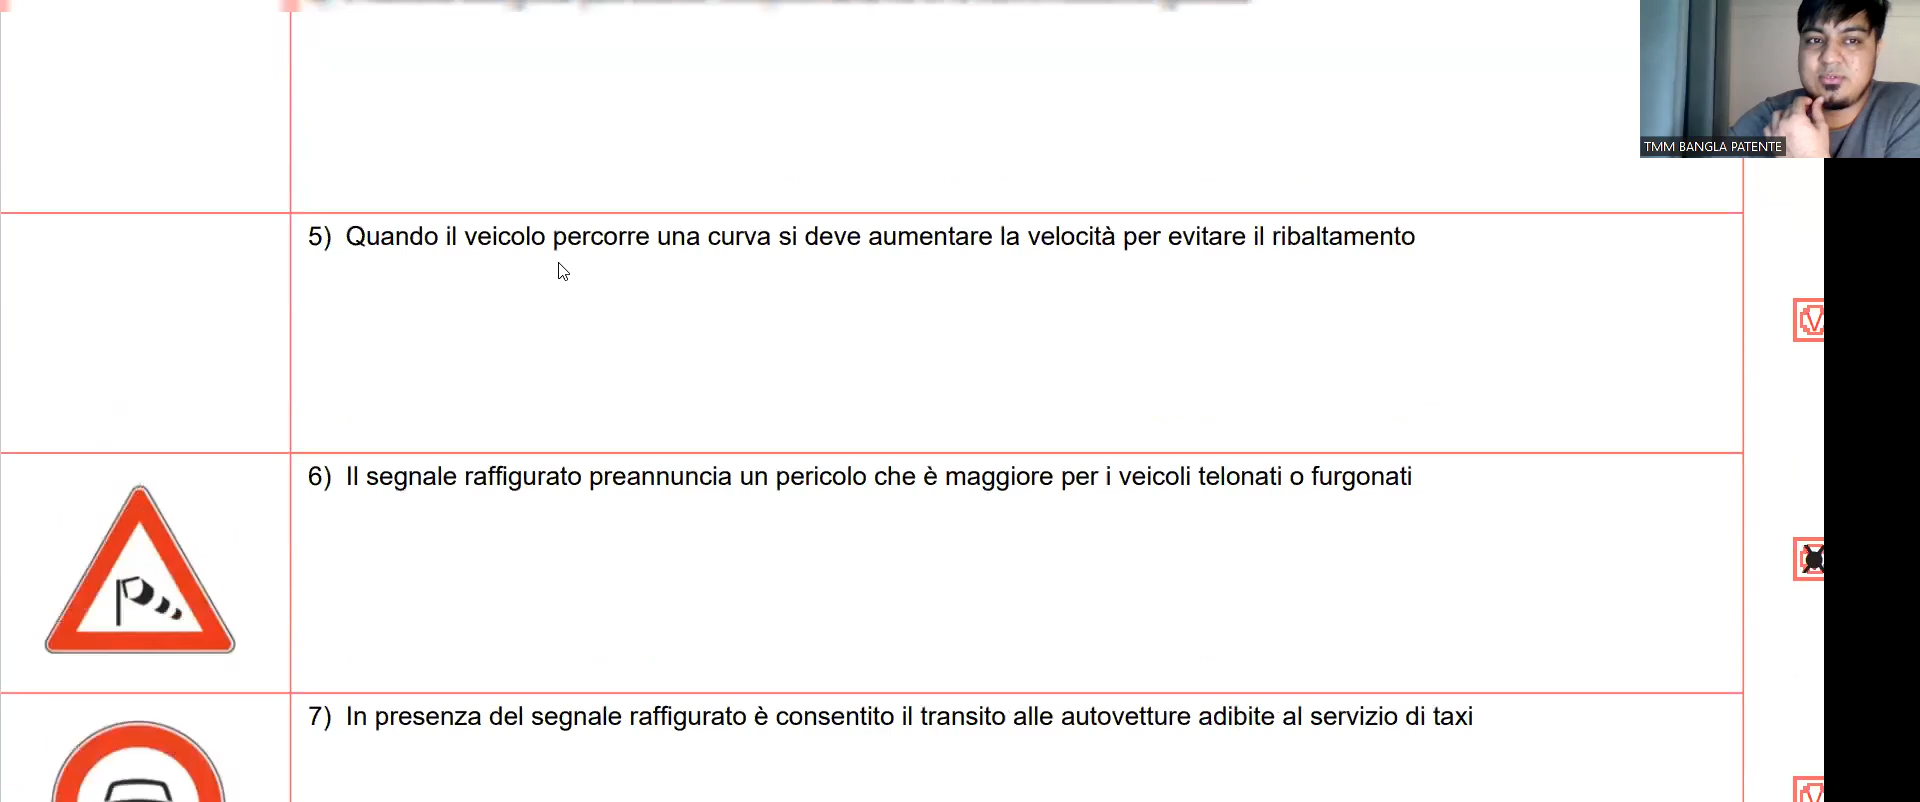 TMM BANGLA PATENTE
5) Quando il veicolo percorre una curva si deve aumentare la velocità per evitare il ribaltamento
V
6) Il segnale raffigurato preannuncia un pericolo che è maggiore per i veicoli telonati o furgonati
7) In presenza del segnale raffigurato è consentito il transito alle autovetture adibite al servizio di taxi
V